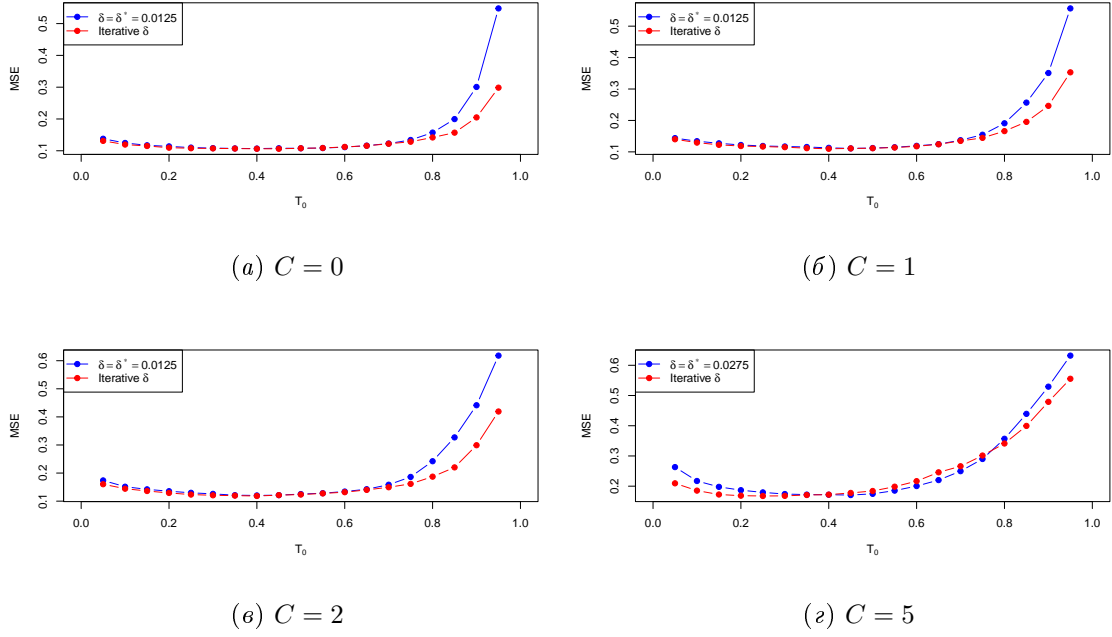 δ = δ* = 0.0125
Iterative δ
MSE
0.1 0.2 0.3 0.4 0.5
0.0 0.2 0.4 0.6 0.8 1.0
T₀
(а) C = 0
δ = δ* = 0.0125
Iterative δ
MSE
0.1 0.2 0.3 0.4 0.5
0.0 0.2 0.4 0.6 0.8 1.0
T₀
(б) C = 1
δ = δ* = 0.0125
Iterative δ
MSE
0.1 0.2 0.3 0.4 0.5 0.6
0.0 0.2 0.4 0.6 0.8 1.0
T₀
(в) C = 2
δ = δ* = 0.0275
Iterative δ
MSE
0.2 0.3 0.4 0.5 0.6
0.0 0.2 0.4 0.6 0.8 1.0
T₀
(г) C = 5